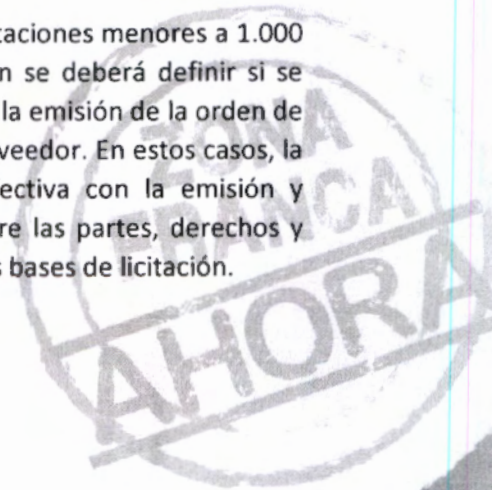 taciones menores a 1.000
n se deberá definir si se
la emisión de la orden de
veedor. En estos casos, la
ectiva con la emisión y
re las partes, derechos y
s bases de licitación.
ZONA
FRANCA
AHORA